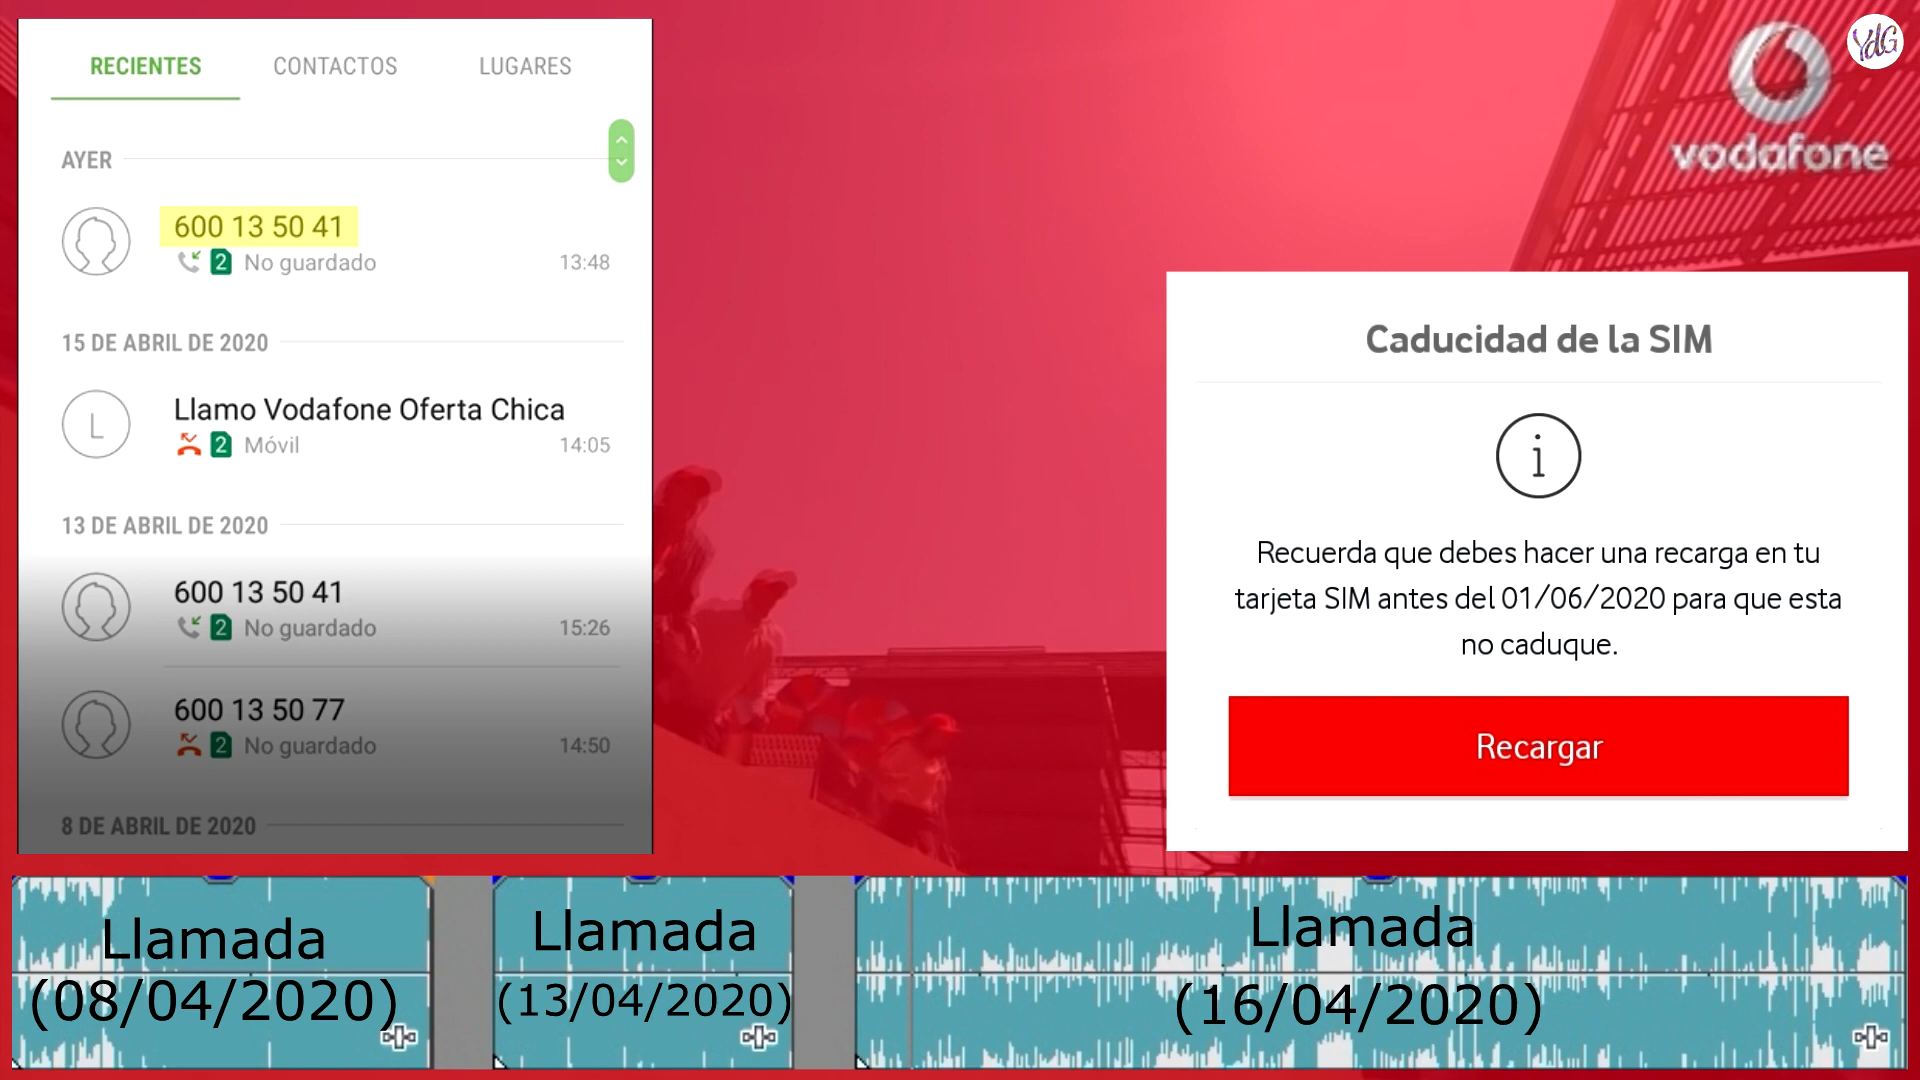 RECIENTES CONTACTOS LUGARES
AYER
600 13 50 41
2 No guardado 13:48
15 DE ABRIL DE 2020
L
Llamo Vodafone Oferta Chica
2 Móvil 14:05
13 DE ABRIL DE 2020
600 13 50 41
2 No guardado 15:26
600 13 50 77
2 No guardado 14:50
8 DE ABRIL DE 2020
YdG
vodafone
Caducidad de la SIM
i
Recuerda que debes hacer una recarga en tu
tarjeta SIM antes del 01/06/2020 para que esta
no caduque.
Recargar
Llamada
(08/04/2020)
Llamada
(13/04/2020)
Llamada
(16/04/2020)